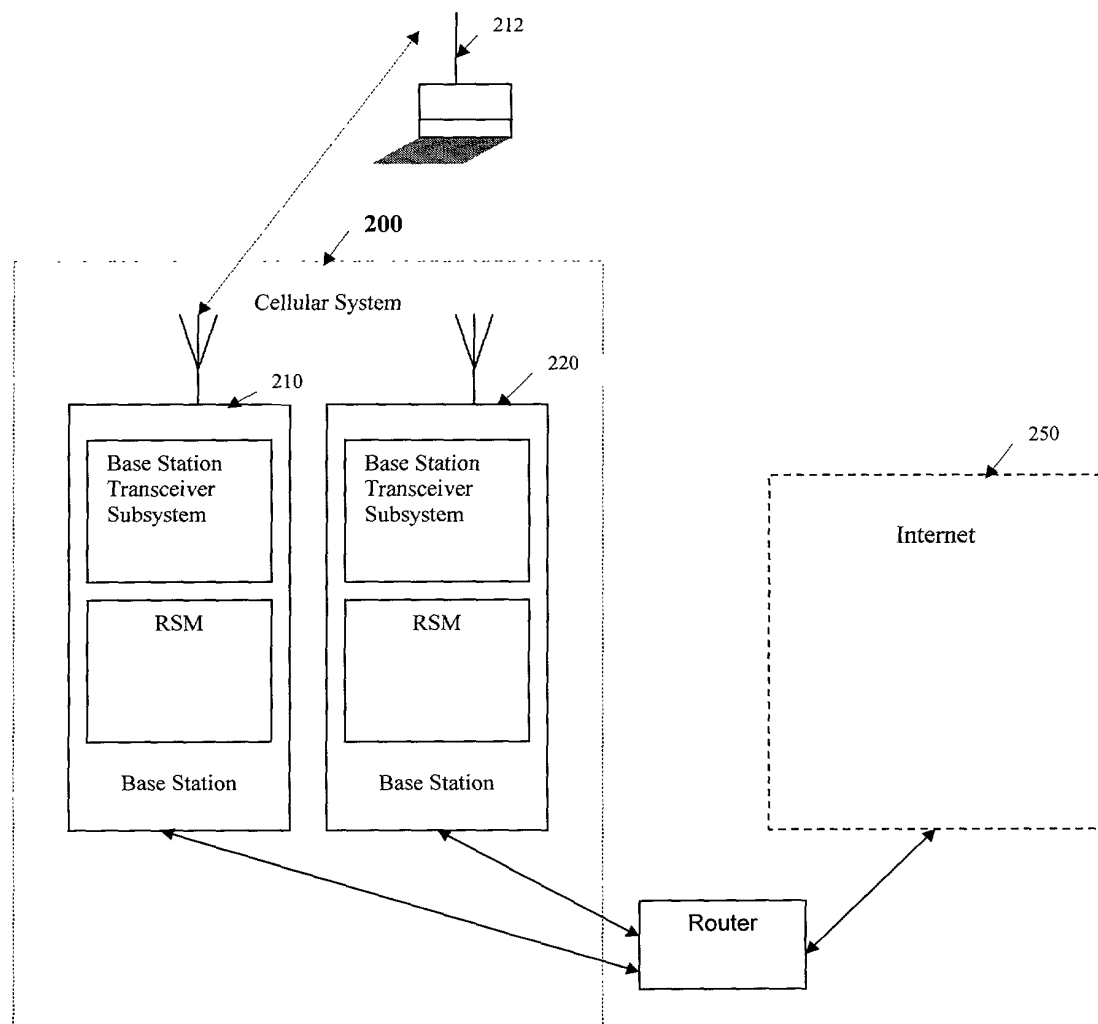 212
200
Cellular System
210
220
Base Station
Transceiver
Subsystem
Base Station
Transceiver
Subsystem
250
Internet
RSM
RSM
Base Station
Base Station
Router